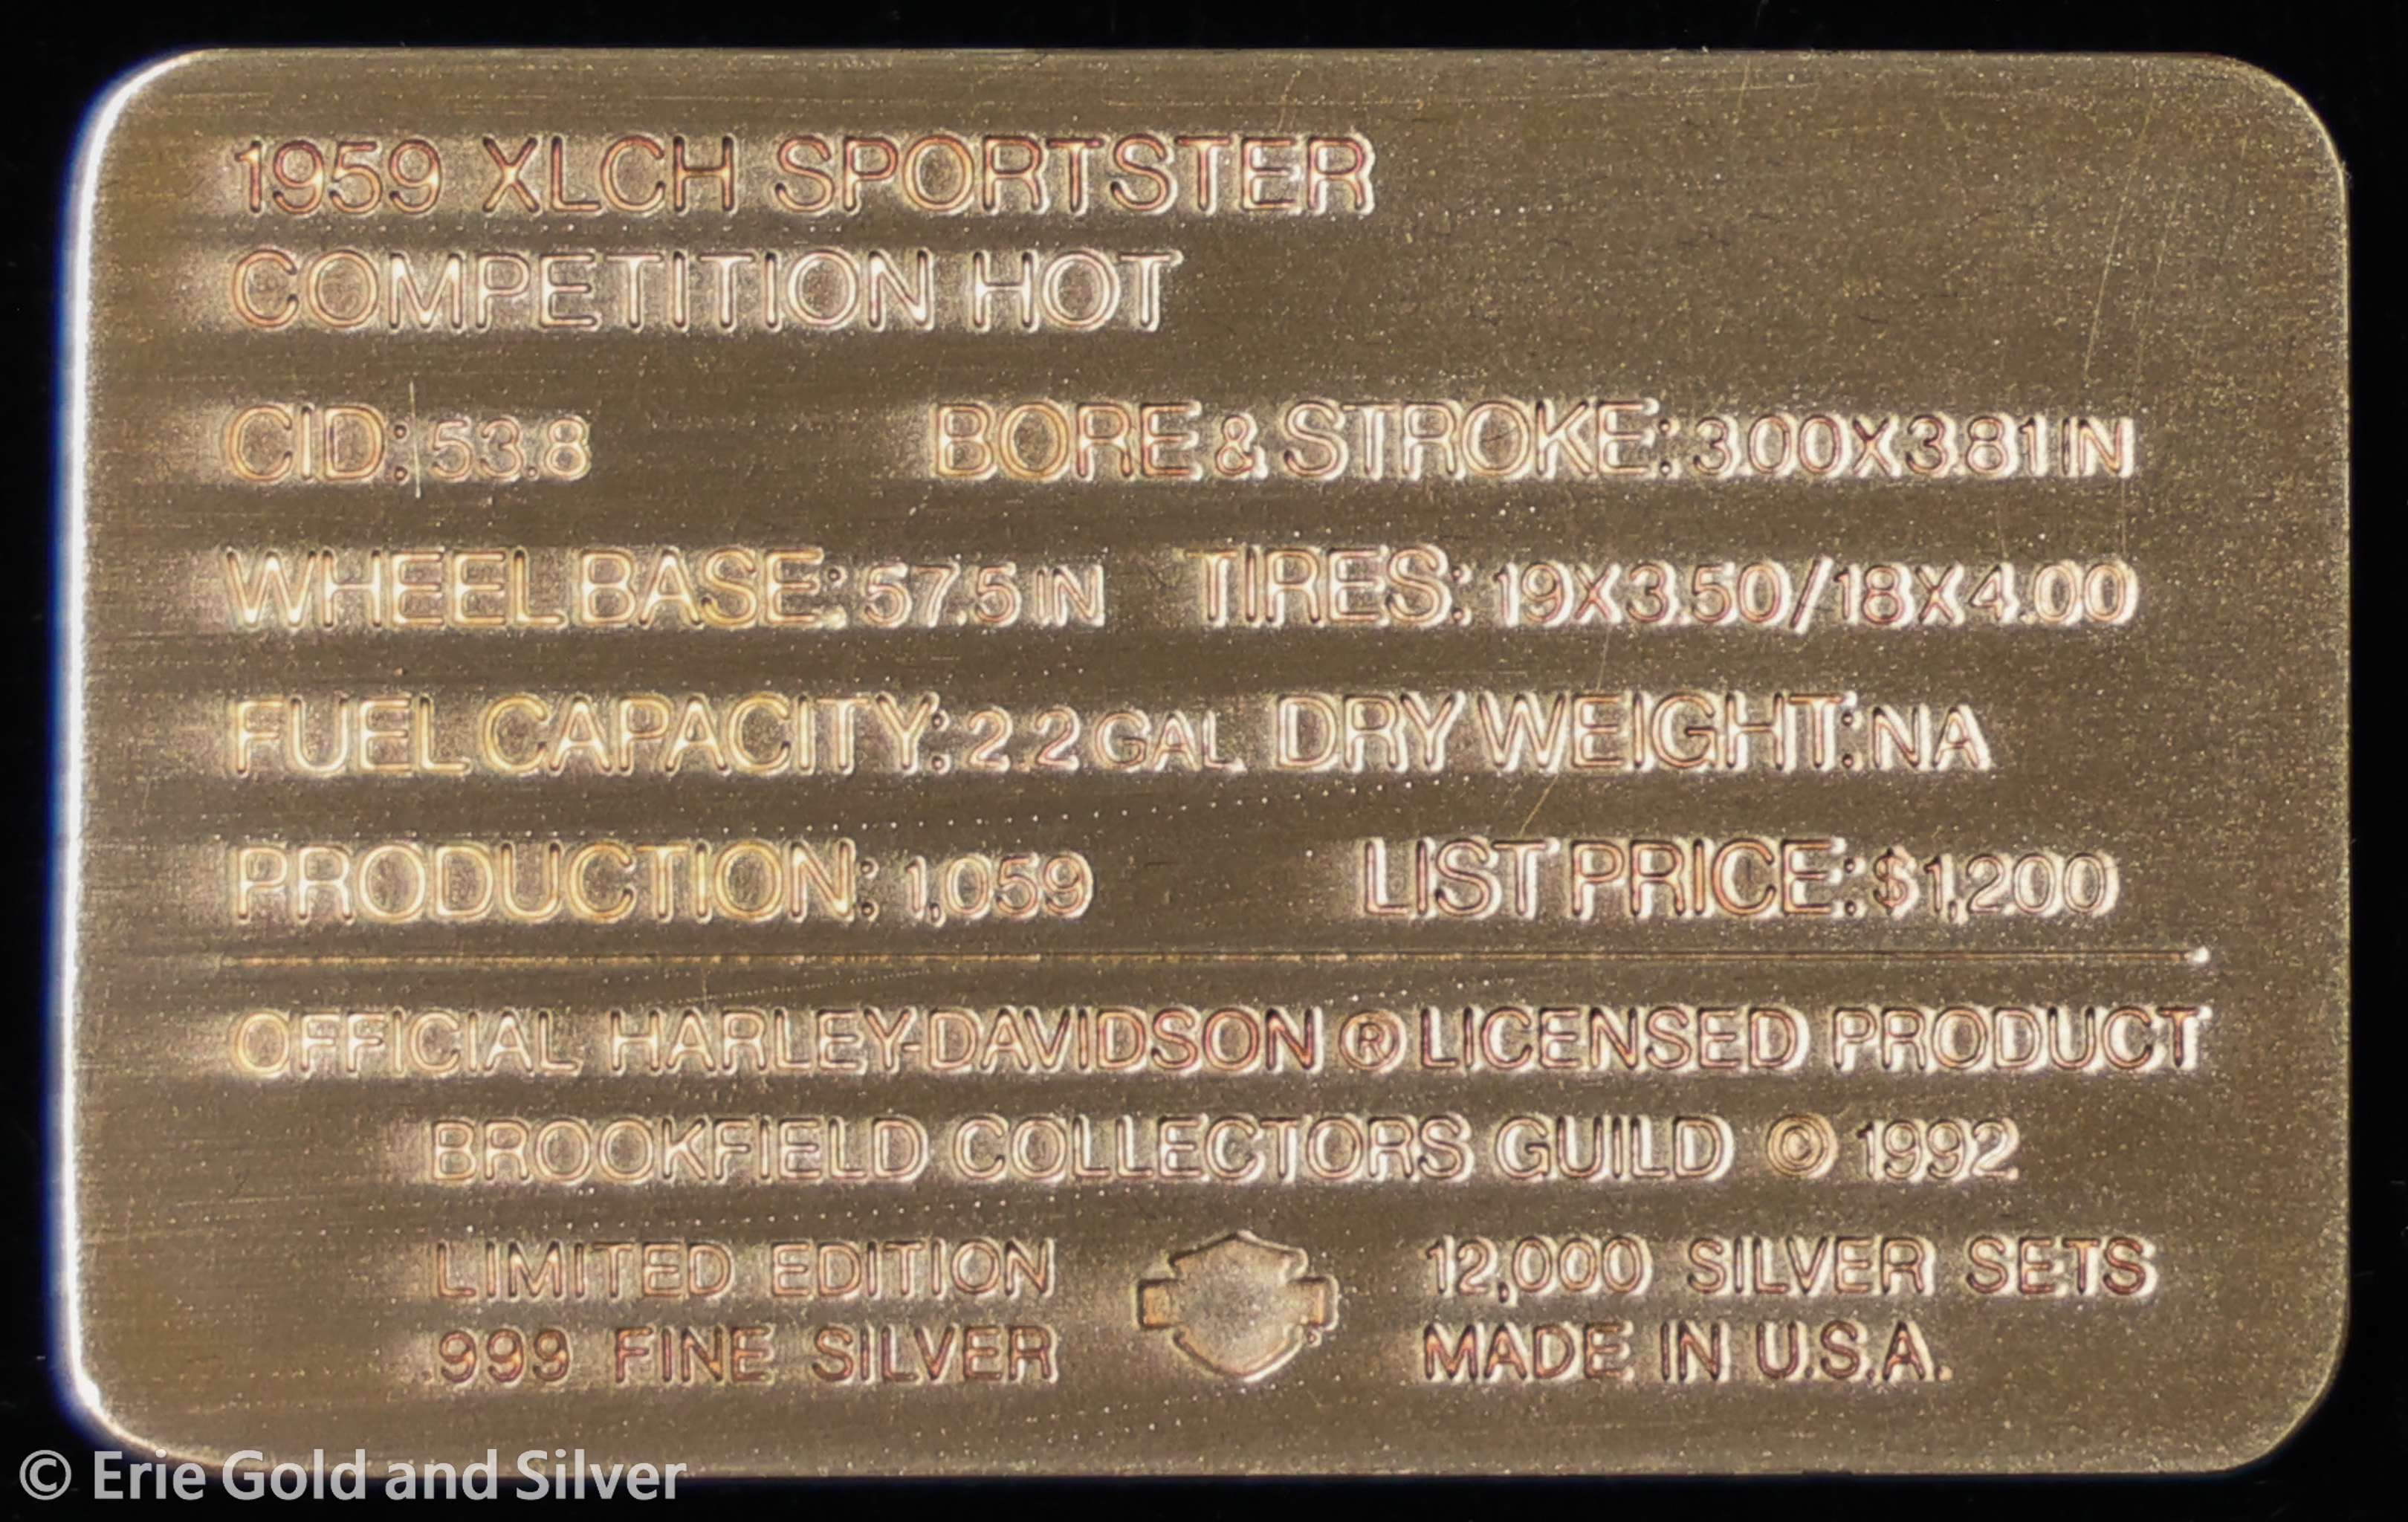 1959 XLCH SPORTSTER
COMPETITION HOT
CID: 53.8 BORE & STROKE: 3.00X3.81 IN
WHEEL BASE: 57.5 IN TIRES: 19X3.50/18X4.00
FUEL CAPACITY: 2.2 GAL DRY WEIGHT: NA
PRODUCTION: 1,059 LIST PRICE: $1,200
OFFICIAL HARLEY-DAVIDSON ® LICENSED PRODUCT
BROOKFIELD COLLECTORS GUILD © 1992
LIMITED EDITION 12,000 SILVER SETS
.999 FINE SILVER MADE IN U.S.A.
© Erie Gold and Silver